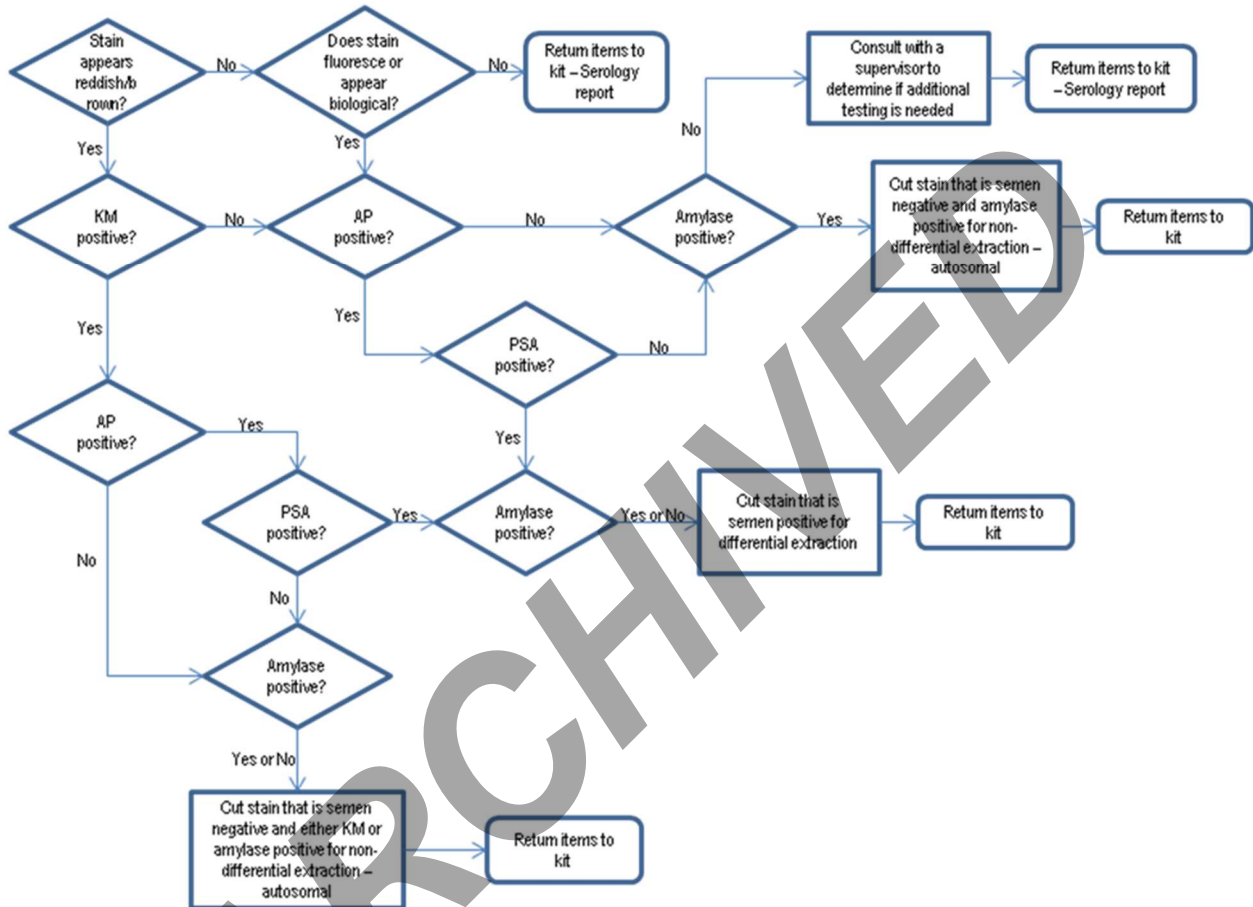 Stain
appears
reddish/b
rown?
No
Does stain
fluoresce or
appear
biological?
No
Return items to
kit – Serology
report
Consult with a
supervisor to
determine if additional
testing is needed
Return items to kit
– Serology report
Yes
Yes
No
KM
positive?
No
AP
positive?
No
Amylase
positive?
Yes
Cut stain that is semen
negative and amylase
positive for non-
differential extraction –
autosomal
Return items to
kit
Yes
Yes
PSA
positive?
No
AP
positive?
Yes
Yes
PSA
positive?
Yes
Amylase
positive?
Yes or No
Cut stain that is
semen positive for
differential extraction
Return items to
kit
No
No
Amylase
positive?
Yes or No
Cut stain that is semen
negative and either KM or
amylase positive for non-
differential extraction –
autosomal
Return items to
kit
ARCHIVED